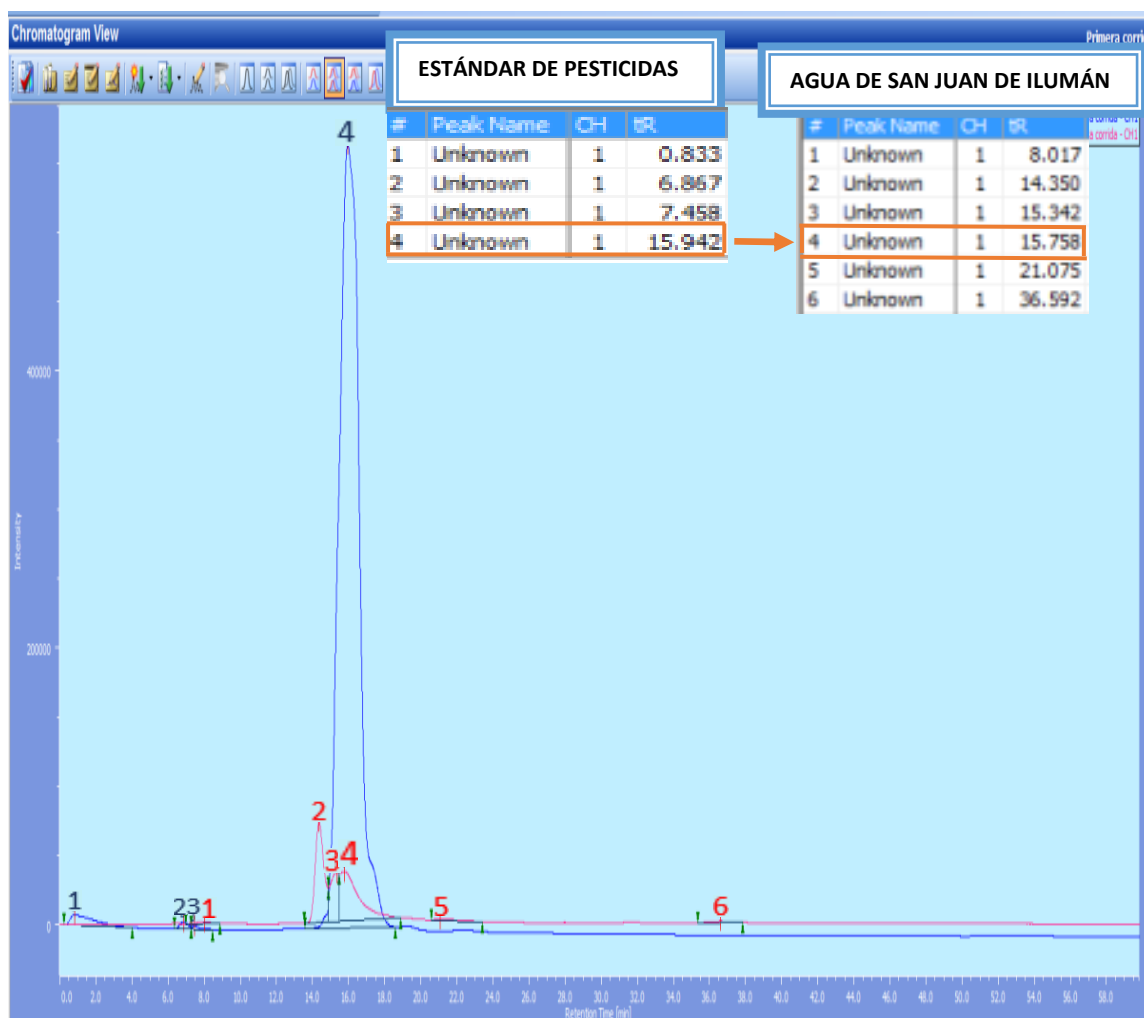 Chromatogram View
Primera corri
ESTÁNDAR DE PESTICIDAS
AGUA DE SAN JUAN DE ILUMÁN
# Peak Name CH tR
1 Unknown 1 0.833
2 Unknown 1 6.867
3 Unknown 1 7.458
4 Unknown 1 15.942
# Peak Name CH tR
1 Unknown 1 8.017
2 Unknown 1 14.350
3 Unknown 1 15.342
4 Unknown 1 15.758
5 Unknown 1 21.075
6 Unknown 1 36.592
a corrida - CH1
4
400000
Intensity
200000
2
3 4
1 2 3 1 5 6
0
0.0 2.0 4.0 6.0 8.0 10.0 12.0 14.0 16.0 18.0 20.0 22.0 24.0 26.0 28.0 30.0 32.0 34.0 36.0 38.0 40.0 42.0 44.0 46.0 48.0 50.0 52.0 54.0 56.0 58.0
Retention Time [min]